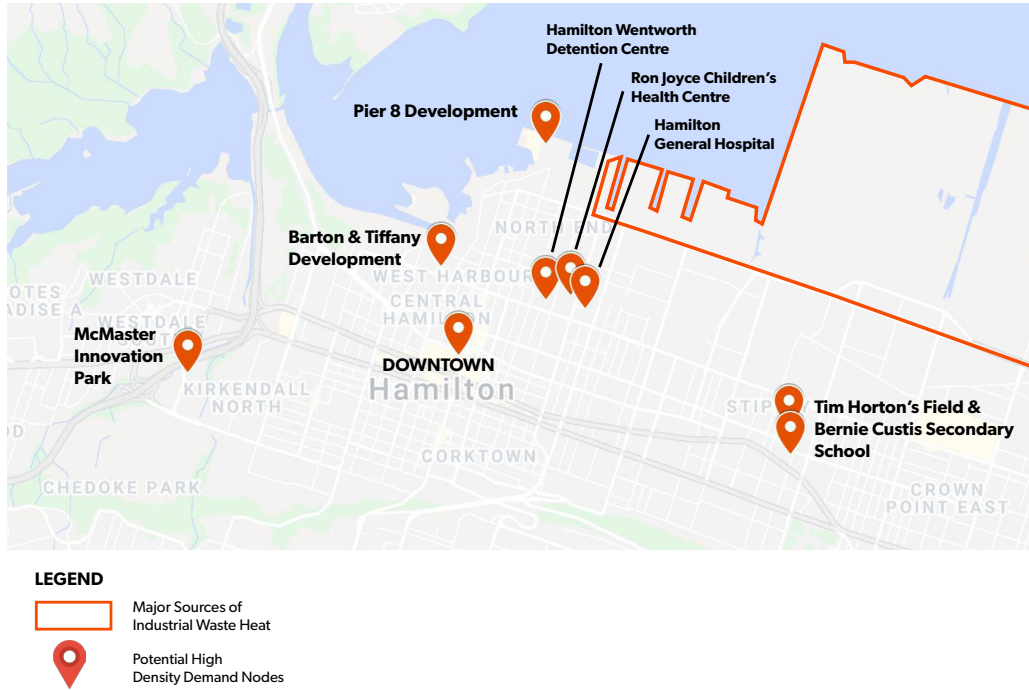 Hamilton Wentworth
Detention Centre
Ron Joyce Children's
Health Centre
Hamilton
General Hospital
Pier 8 Development
NORTH END
Barton & Tiffany
Development
WEST HARBOUR
WESTDALE
CENTRAL
HAMILTON
WESTDALE
McMaster
Innovation
Park
DOWNTOWN
Hamilton
KIRKENDALL
NORTH
Tim Horton's Field &
Bernie Custis Secondary
School
CORKTOWN
CHEDOKE PARK
CROWN
POINT EAST
LEGEND
Major Sources of
Industrial Waste Heat
Potential High
Density Demand Nodes